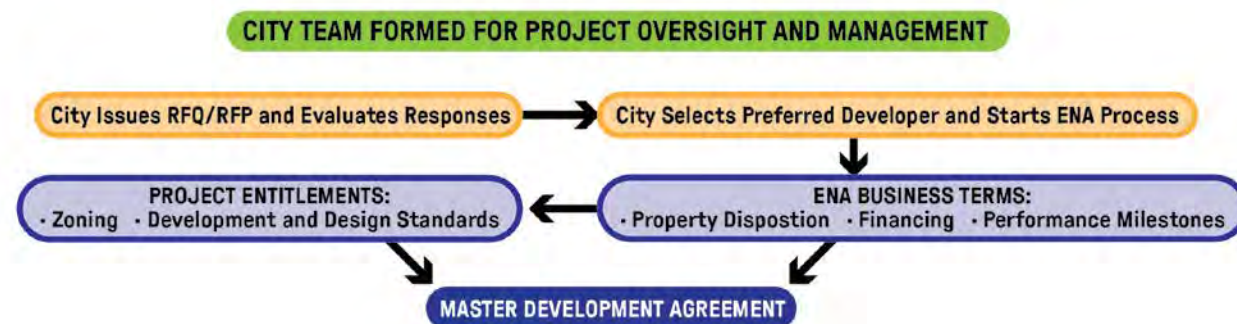 CITY TEAM FORMED FOR PROJECT OVERSIGHT AND MANAGEMENT
City Issues RFQ/RFP and Evaluates Responses
City Selects Preferred Developer and Starts ENA Process
PROJECT ENTITLEMENTS:
· Zoning · Development and Design Standards
ENA BUSINESS TERMS:
· Property Dispostion · Financing · Performance Milestones
MASTER DEVELOPMENT AGREEMENT